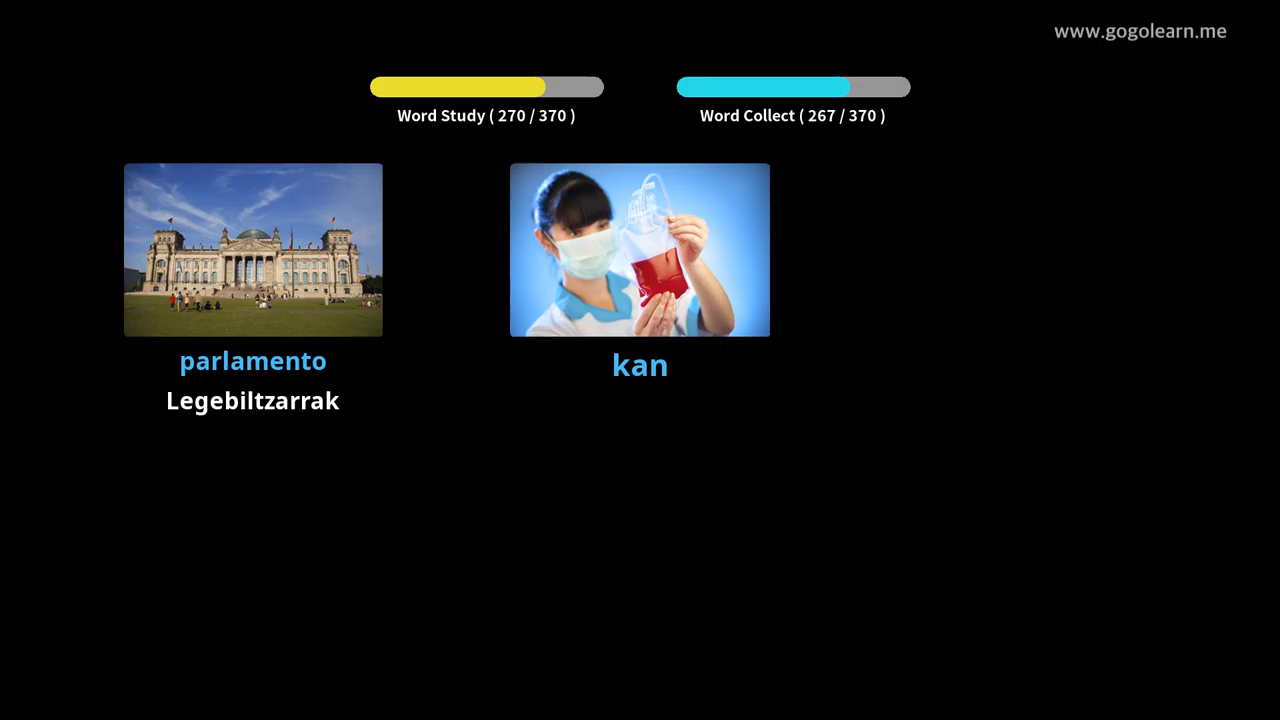 www.gogolearn.me
Word Study ( 270 / 370 )
Word Collect ( 267 / 370 )
parlamento
Legebiltzarrak
kan